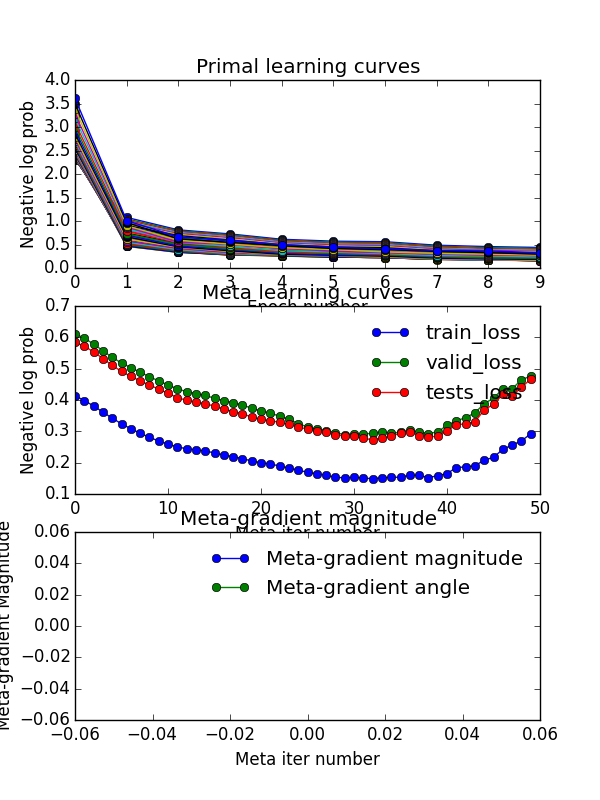 Primal learning curves
Negative log prob
4.0
3.5
3.0
2.5
2.0
1.5
1.0
0.5
0.0
0 1 2 3 4 5 6 7 8 9
Epoch number
Meta learning curves
Negative log prob
0.7
0.6
0.5
0.4
0.3
0.2
0.1
train_loss
valid_loss
tests_loss
0 10 20 30 40 50
Meta iter number
Meta-gradient magnitude
Meta-gradient Magnitude
0.06
0.04
0.02
0.00
−0.02
−0.04
−0.06
Meta-gradient magnitude
Meta-gradient angle
−0.06 −0.04 −0.02 0.00 0.02 0.04 0.06
Meta iter number